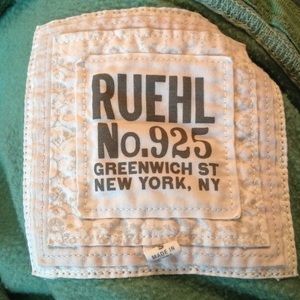 RUEHL
No.925
GREENWICH ST
NEW YORK, NY
S
MADE IN